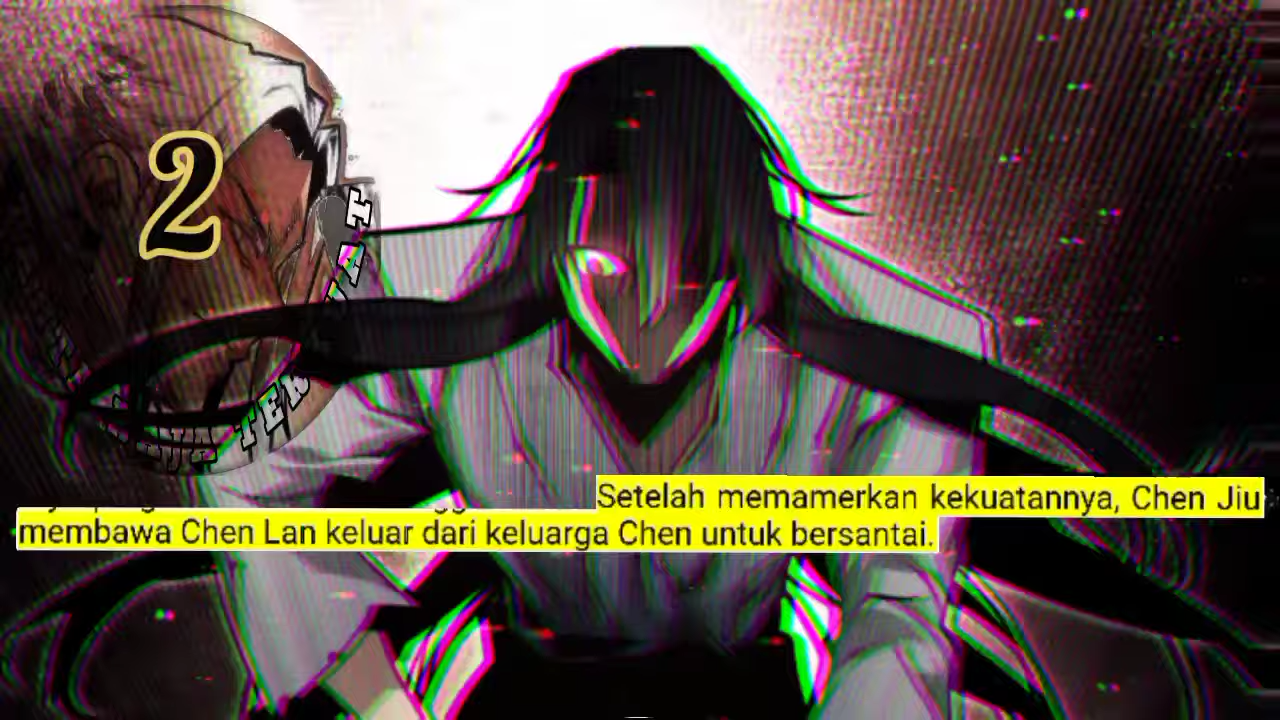 2
Setelah memamerkan kekuatannya, Chen Jiu
membawa Chen Lan keluar dari keluarga Chen untuk bersantai.